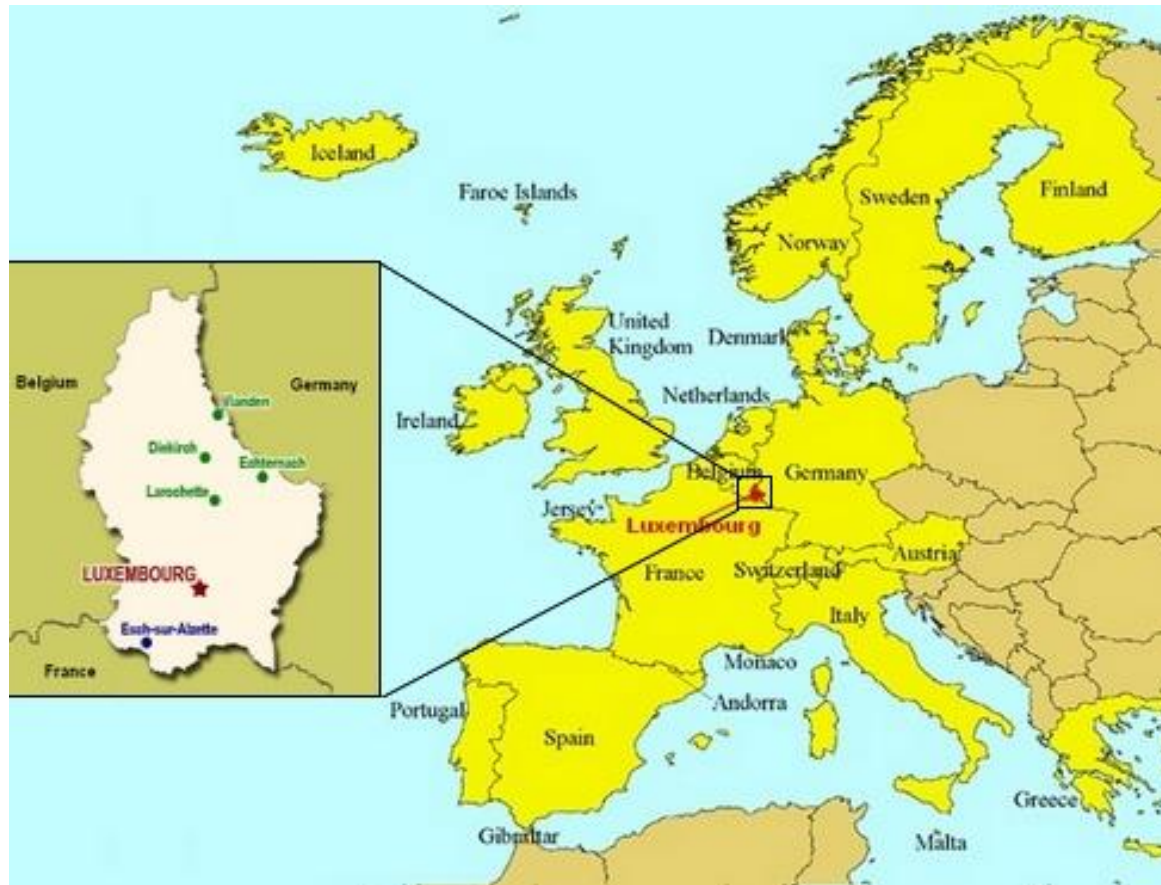 Iceland
Faroe Islands
Sweden
Finland
Norway
United
Kingdom
Denmark
Netherlands
Ireland
Belgium
Germany
Jersey
Luxembourg
Austria
France
Switzerland
Italy
Monaco
Andorra
Portugal
Spain
Greece
Gibraltar
Malta
Belgium
Germany
Vianden
Diekirch
Echternach
Larochette
LUXEMBOURG
Esch-sur-Alzette
France